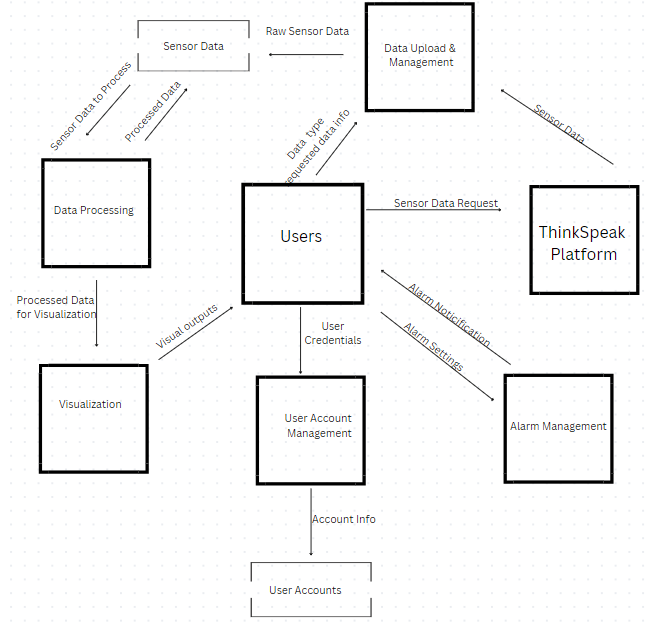 Raw Sensor Data
Sensor Data
Data Upload &
Management
Sensor Data to Process
Processed Data
Data type
requested data info
Sensor Data
Data Processing
Users
Sensor Data Request
ThinkSpeak
Platform
Processed Data
for Visualization
Visual outputs
User
Credentials
Alarm Noticification
Alarm Settings
Visualization
User Account
Management
Alarm Management
Account Info
User Accounts